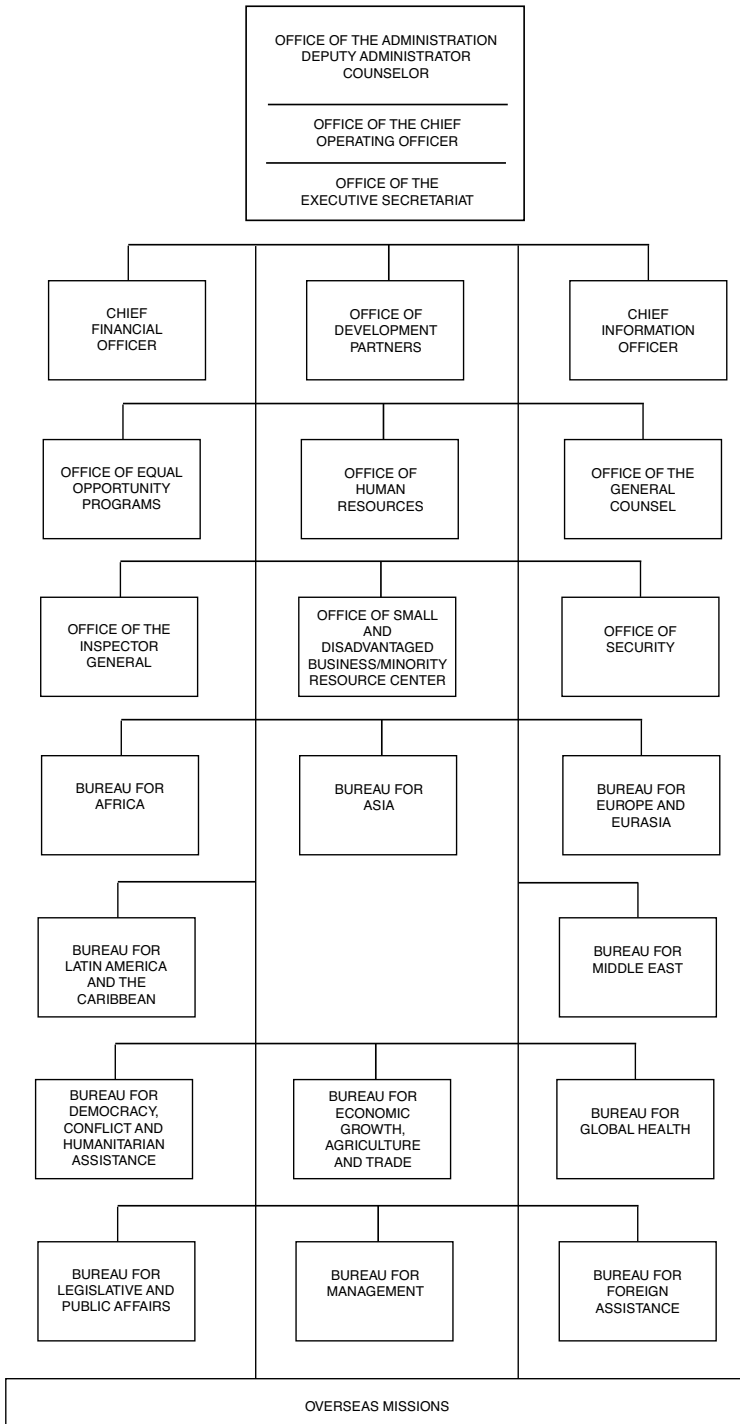 OFFICE OF THE ADMINISTRATION
DEPUTY ADMINISTRATOR
COUNSELOR
OFFICE OF THE CHIEF
OPERATING OFFICER
OFFICE OF THE
EXECUTIVE SECRETARIAT
CHIEF
FINANCIAL
OFFICER
OFFICE OF
DEVELOPMENT
PARTNERS
CHIEF
INFORMATION
OFFICER
OFFICE OF EQUAL
OPPORTUNITY
PROGRAMS
OFFICE OF
HUMAN
RESOURCES
OFFICE OF THE
GENERAL
COUNSEL
OFFICE OF THE
INSPECTOR
GENERAL
OFFICE OF SMALL
AND
DISADVANTAGED
BUSINESS/MINORITY
RESOURCE CENTER
OFFICE OF
SECURITY
BUREAU FOR
AFRICA
BUREAU FOR
ASIA
BUREAU FOR
EUROPE AND
EURASIA
BUREAU FOR
LATIN AMERICA
AND THE
CARIBBEAN
BUREAU FOR
MIDDLE EAST
BUREAU FOR
DEMOCRACY,
CONFLICT AND
HUMANITARIAN
ASSISTANCE
BUREAU FOR
ECONOMIC
GROWTH,
AGRICULTURE
AND TRADE
BUREAU FOR
GLOBAL HEALTH
BUREAU FOR
LEGISLATIVE AND
PUBLIC AFFAIRS
BUREAU FOR
MANAGEMENT
BUREAU FOR
FOREIGN
ASSISTANCE
OVERSEAS MISSIONS